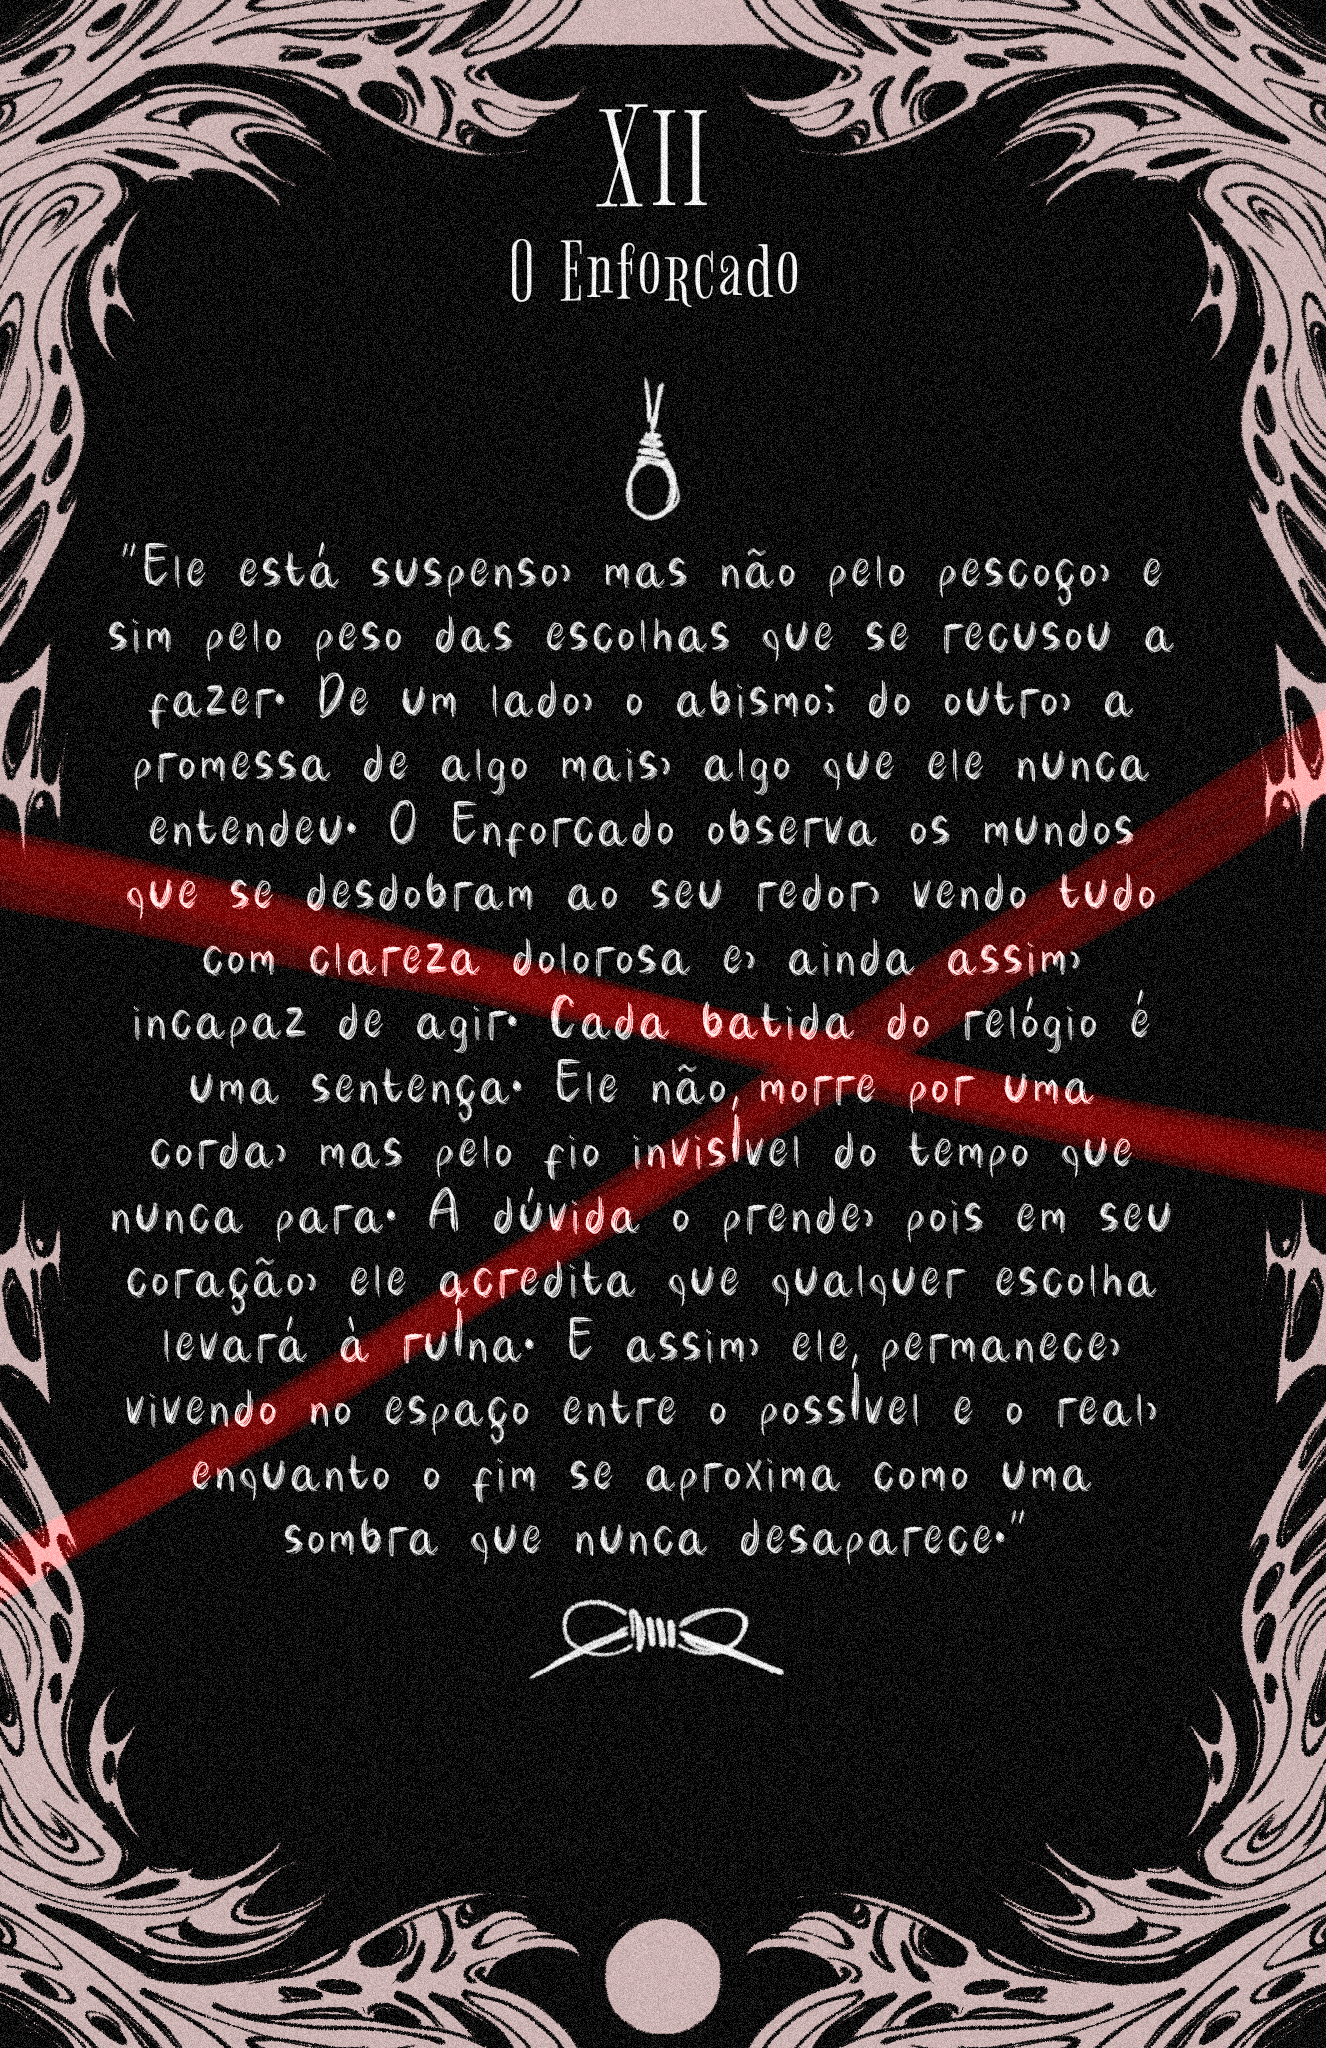 XII
O Enforcado
"Ele está suspenso, mas não pelo pescoço, e
sim pelo peso das escolhas que se recusou a
fazer. De um lado, o abismo; do outro, a
promessa de algo mais, algo que ele nunca
entendeu. O Enforcado observa os mundos
que se desdobram ao seu redor, vendo tudo
com clareza dolorosa e, ainda assim,
incapaz de agir. Cada batida do relógio é
uma sentença. Ele não morre por uma
corda, mas pelo fio invisível do tempo que
nunca para. A dúvida o prende, pois em seu
coração, ele acredita que qualquer escolha
levará à ruína. E assim, ele permanece,
vivendo no espaço entre o possível e o real,
enquanto o fim se aproxima como uma
sombra que nunca desaparece."